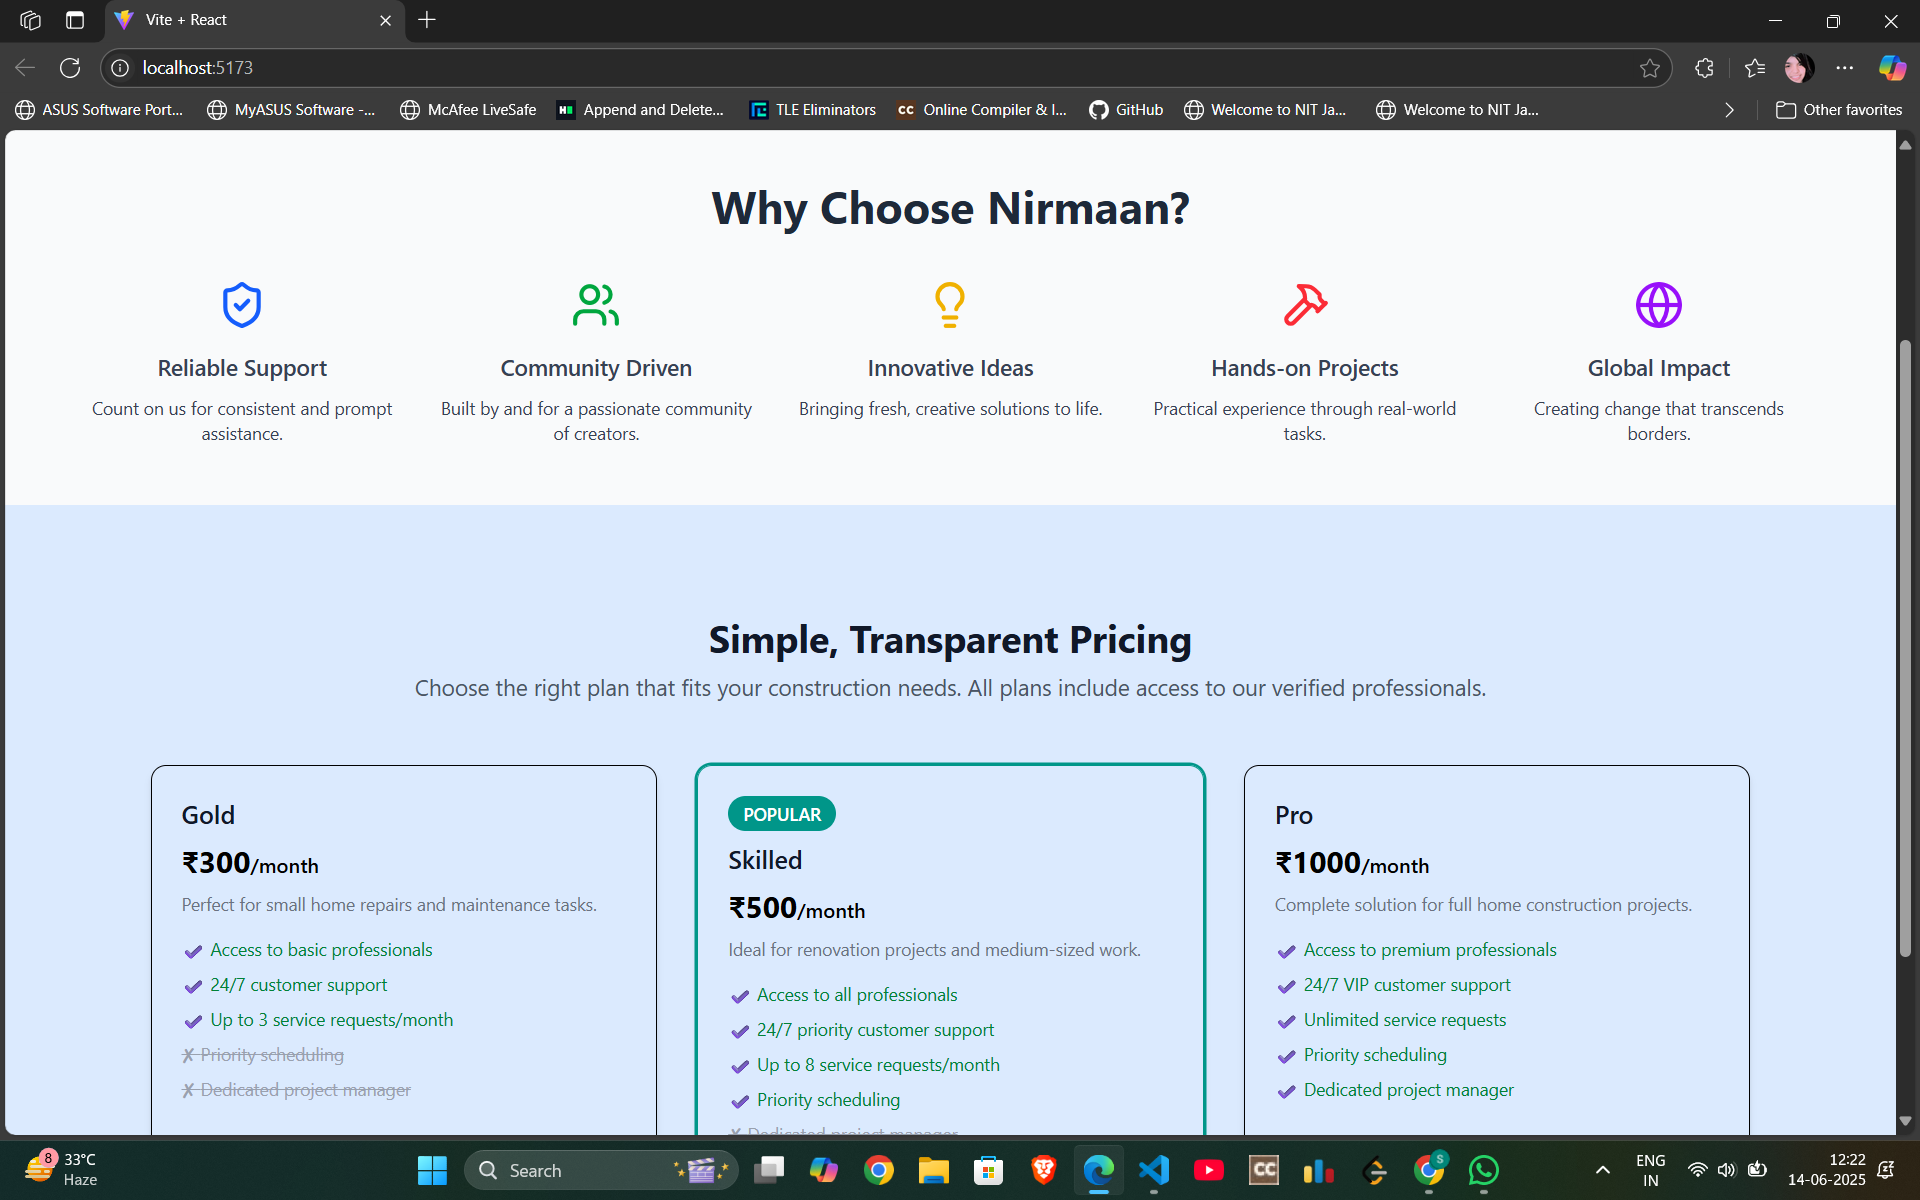 Vite + React
localhost:5173
ASUS Software Port...
MyASUS Software -...
McAfee LiveSafe
Append and Delete...
TLE Eliminators
CC Online Compiler & I...
GitHub
Welcome to NIT Ja...
Welcome to NIT Ja...
Other favorites
Why Choose Nirmaan?
Reliable Support
Count on us for consistent and prompt
assistance.
Community Driven
Built by and for a passionate community
of creators.
Innovative Ideas
Bringing fresh, creative solutions to life.
Hands-on Projects
Practical experience through real-world
tasks.
Global Impact
Creating change that transcends
borders.
Simple, Transparent Pricing
Choose the right plan that fits your construction needs. All plans include access to our verified professionals.
Gold
₹300/month
Perfect for small home repairs and maintenance tasks.
✔ Access to basic professionals
✔ 24/7 customer support
✔ Up to 3 service requests/month
✗ Priority scheduling
✗ Dedicated project manager
POPULAR
Skilled
₹500/month
Ideal for renovation projects and medium-sized work.
✔ Access to all professionals
✔ 24/7 priority customer support
✔ Up to 8 service requests/month
✔ Priority scheduling
✗ Dedicated project manager
Pro
₹1000/month
Complete solution for full home construction projects.
✔ Access to premium professionals
✔ 24/7 VIP customer support
✔ Unlimited service requests
✔ Priority scheduling
✔ Dedicated project manager
8
33°C
Haze
Search
CC
S
ENG
IN
12:22
14-06-2025